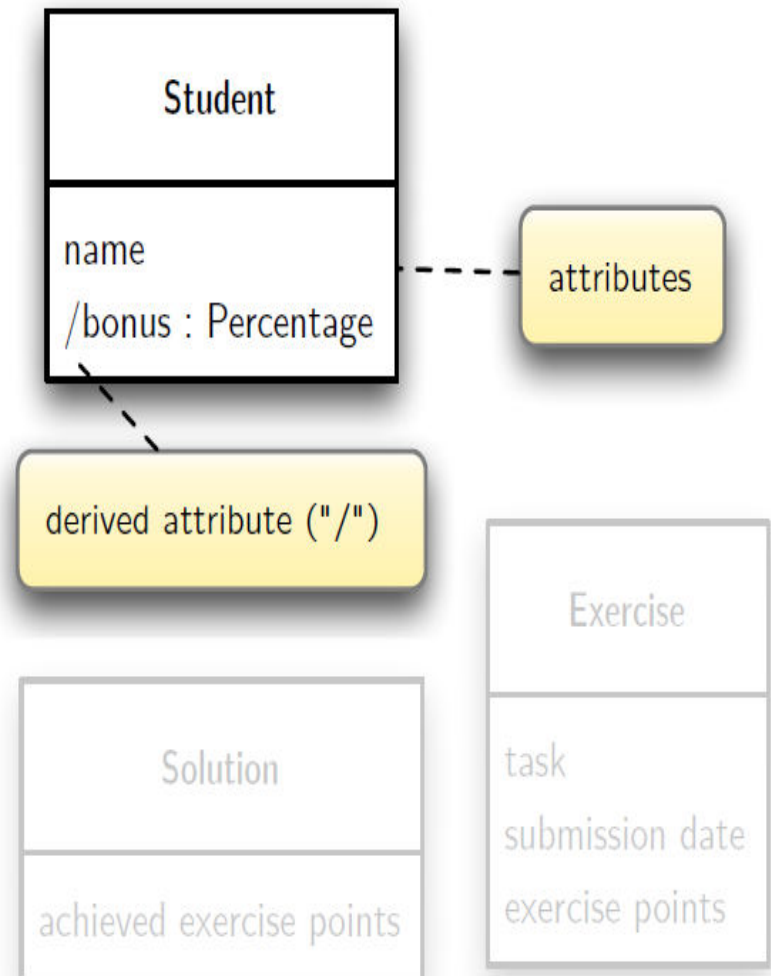 Student
name
/bonus : Percentage
attributes
derived attribute ("/")
Exercise
task
submission date
exercise points
Solution
achieved exercise points